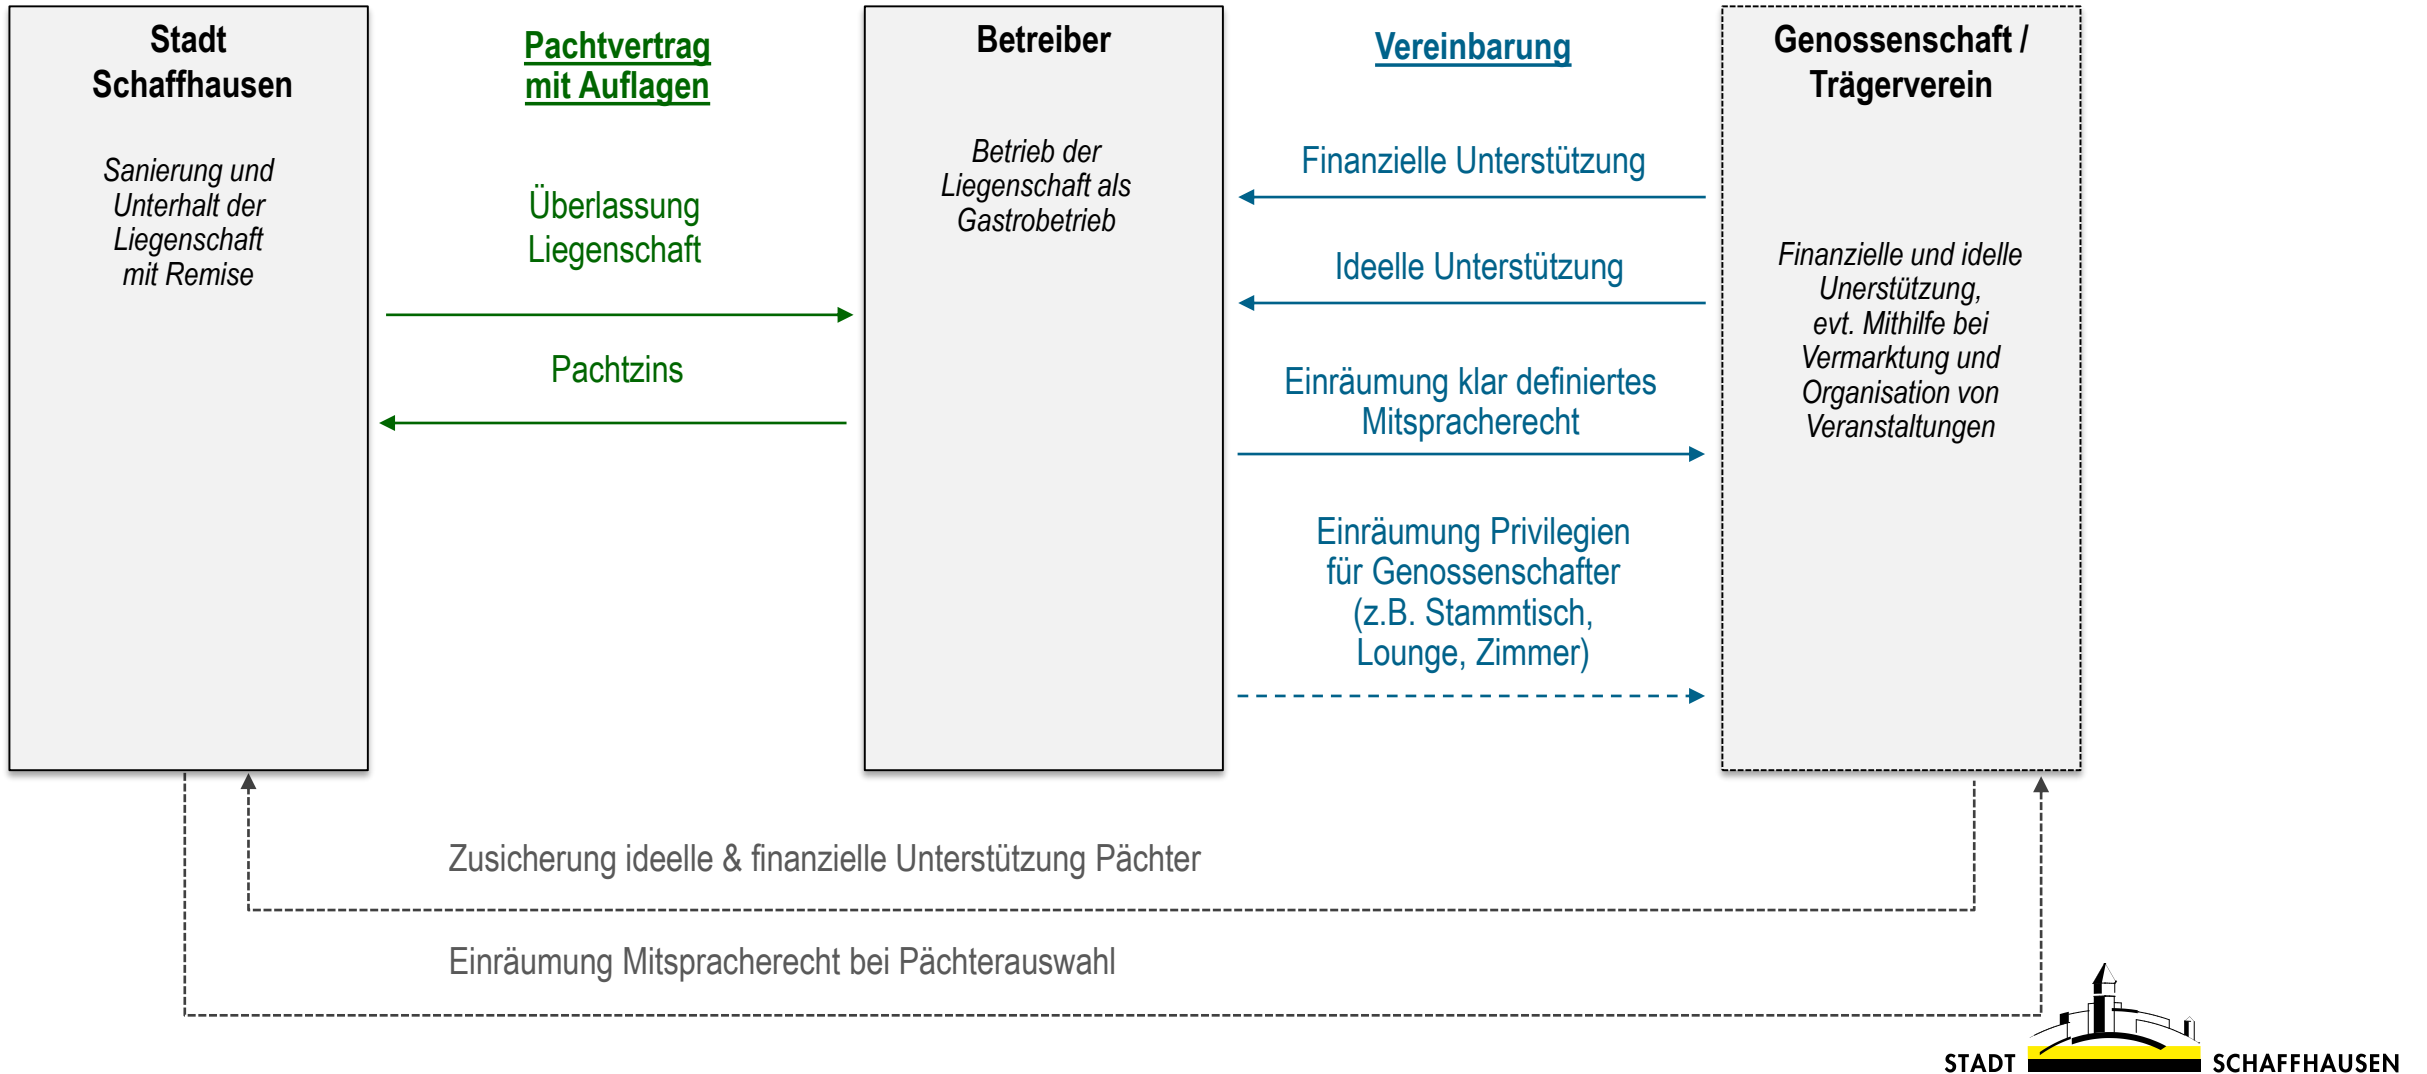 Stadt
Schaffhausen
Sanierung und
Unterhalt der
Liegenschaft
mit Remise
Pachtvertrag
mit Auflagen
Überlassung
Liegenschaft
Pachtzins
Betreiber
Betrieb der
Liegenschaft als
Gastrobetrieb
Vereinbarung
Finanzielle Unterstützung
Ideelle Unterstützung
Einräumung klar definiertes
Mitspracherecht
Einräumung Privilegien
für Genossenschafter
(z.B. Stammtisch,
Lounge, Zimmer)
Genossenschaft /
Trägerverein
Finanzielle und idelle
Unerstützung,
evt. Mithilfe bei
Vermarktung und
Organisation von
Veranstaltungen
Zusicherung ideelle & finanzielle Unterstützung Pächter
Einräumung Mitspracherecht bei Pächterauswahl
STADT SCHAFFHAUSEN